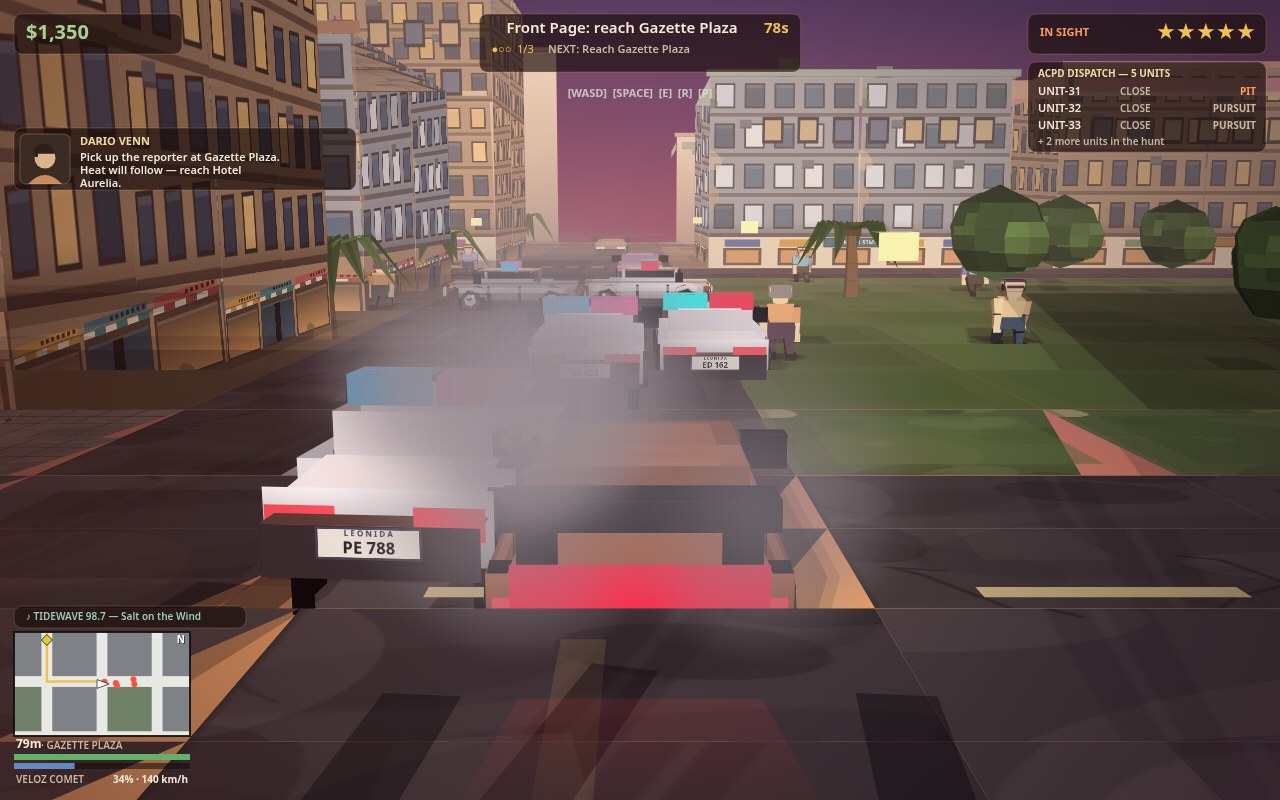 $1,350
Front Page: reach Gazette Plaza 78s
●○○ 1/3 NEXT: Reach Gazette Plaza
[WASD] [SPACE] [E] [R] [P]
IN SIGHT ★★★★★
ACPD DISPATCH — 5 UNITS
UNIT-31 CLOSE PIT
UNIT-32 CLOSE PURSUIT
UNIT-33 CLOSE PURSUIT
+ 2 more units in the hunt
DARIO VENN
Pick up the reporter at Gazette Plaza.
Heat will follow — reach Hotel
Aurelia.
LEONIDA
ED 162
LEONIDA
PE 788
♪ TIDEWAVE 98.7 — Salt on the Wind
N
79m · GAZETTE PLAZA
VELOZ COMET 34% · 140 km/h